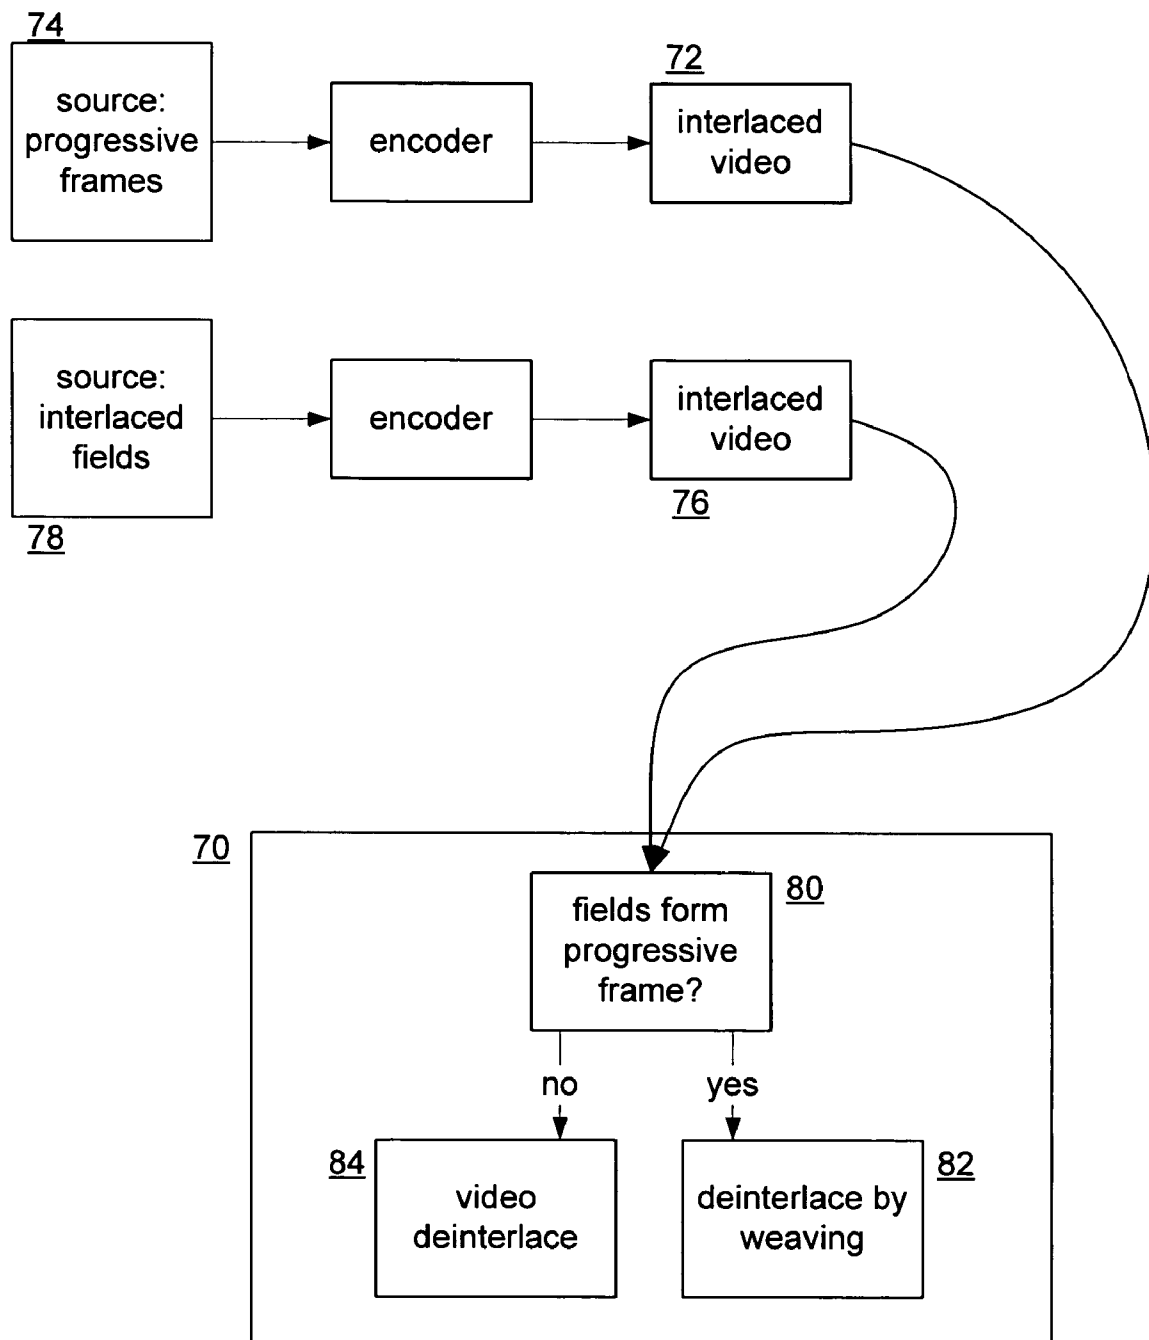 74
source:
progressive
frames
encoder
72
interlaced
video
source:
interlaced
fields
78
encoder
interlaced
video
76
70
fields form
progressive
frame?
80
no
yes
84
video
deinterlace
deinterlace by
weaving
82